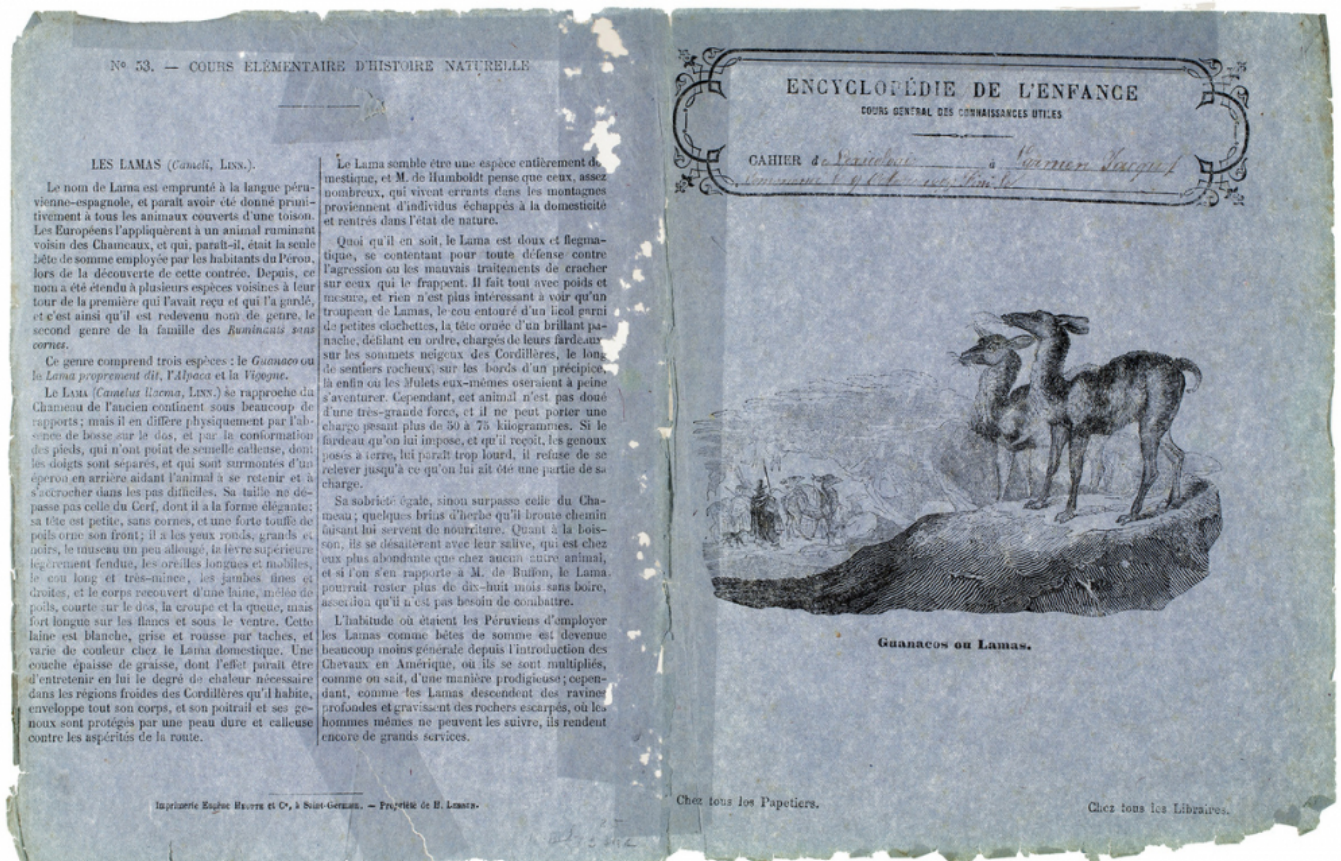 Nº 53. — COURS ELÉMENTAIRE D'HISTOIRE NATURELLE
LES LAMAS (Cameli, LINN.).
Le nom de Lama est emprunté à la langue péru-
vienne-espagnole, et paraît avoir été donné primi-
tivement à tous les animaux couverts d'une toison.
Les Européens l'appliquèrent à un animal ruminant
voisin des Chameaux, et qui, paraît-il, était la seule
bête de somme employée par les habitants du Pérou,
lors de la découverte de cette contrée. Depuis, ce
nom a été étendu à plusieurs espèces voisines à leur
tour de la première qui l'avait reçu et qui l'a gardé,
et c'est ainsi qu'il est redevenu nom de genre, le
second genre de la famille des Ruminants sans
cornes.
Ce genre comprend trois espèces : le Guanaco ou
le Lama proprement dit, l'Alpaca et la Vigogne.
Le LAMA (Camelus llacma, LINN.) se rapproche du
Chameau de l'ancien continent sous beaucoup de
rapports ; mais il en diffère physiquement par l'ab-
sence de bosse sur le dos, et par la conformation
des pieds, qui n'ont point de semelle calleuse, dont
les doigts sont séparés, et qui sont surmontés d'un
éperon en arrière aidant l'animal à se retenir et à
s'accrocher dans les pas difficiles. Sa taille ne dé-
passe pas celle du Cerf, dont il a la forme élégante ;
sa tête est petite, sans cornes, et une forte touffe de
poils orne son front ; il a les yeux ronds, grands et
noirs, le museau un peu allongé, la lèvre supérieure
légèrement fendue, les oreilles longues et mobiles,
le cou long et très-mince, les jambes fines et
droites, et le corps recouvert d'une laine, mêlée de
poils, courte sur le dos, la croupe et la queue, mais
fort longue sur les flancs et sous le ventre. Cette
laine est blanche, grise et rousse par taches, et
varie de couleur chez le Lama domestique. Une
couche épaisse de graisse, dont l'effet paraît être
d'entretenir en lui le degré de chaleur nécessaire
dans les régions froides des Cordillères qu'il habite,
enveloppe tout son corps, et son poitrail et ses ge-
noux sont protégés par une peau dure et calleuse
contre les aspérités de la route.
Le Lama semble être une espèce entièrement do
mestique, et M. de Humboldt pense que ceux, assez
nombreux, qui vivent errants dans les montagnes
proviennent d'individus échappés à la domesticité
et rentrés dans l'état de nature.
Quoi qu'il en soit, le Lama est doux et flegma-
tique, se contentant pour toute défense contre
l'agression ou les mauvais traitements de cracher
sur ceux qui le frappent. Il fait tout avec poids et
mesure, et rien n'est plus intéressant à voir qu'un
troupeau de Lamas, le cou entouré d'un licol garni
de petites clochettes, la tête ornée d'un brillant pa-
nache, défilant en ordre, chargés de leurs fardeaux
sur les sommets neigeux des Cordillères, le long
de sentiers rocheux, sur les bords d'un précipice,
là enfin où les Mulets eux-mêmes oseraient à peine
s'aventurer. Cependant, cet animal n'est pas doué
d'une très-grande force, et il ne peut porter une
charge pesant plus de 50 à 75 kilogrammes. Si le
fardeau qu'on lui impose, et qu'il reçoit, les genoux
posés à terre, lui paraît trop lourd, il refuse de se
relever jusqu'à ce qu'on lui ait ôté une partie de sa
charge.
Sa sobriété égale, sinon surpasse celle du Cha-
meau ; quelques brins d'herbe qu'il broute chemin
faisant lui servent de nourriture. Quant à la bois-
son, ils se désaltèrent avec leur salive, qui est chez
eux plus abondante que chez aucun autre animal,
et si l'on s'en rapporte à M. de Buffon, le Lama
pourrait rester plus de dix-huit mois sans boire,
assertion qu'il n'est pas besoin de combattre.
L'habitude où étaient les Péruviens d'employer
les Lamas comme bêtes de somme est devenue
beaucoup moins générale depuis l'introduction des
Chevaux en Amérique, où ils se sont multipliés,
comme on sait, d'une manière prodigieuse ; cepen-
dant, comme les Lamas descendent des ravines
profondes et gravissent des rochers escarpés, où les
hommes mêmes ne peuvent les suivre, ils rendent
encore de grands services.
Imprimerie Eugène HEUTTE et Cⁱᵉ, à Saint-Germain. — Propriété de H.
ENCYCLOPÉDIE DE L'ENFANCE
COURS GENERAL DES CONNAISSANCES UTILES
CAHIER d à
Guanacos ou Lamas.
Chez tous les Papetiers.
Chez tous les Libraires.